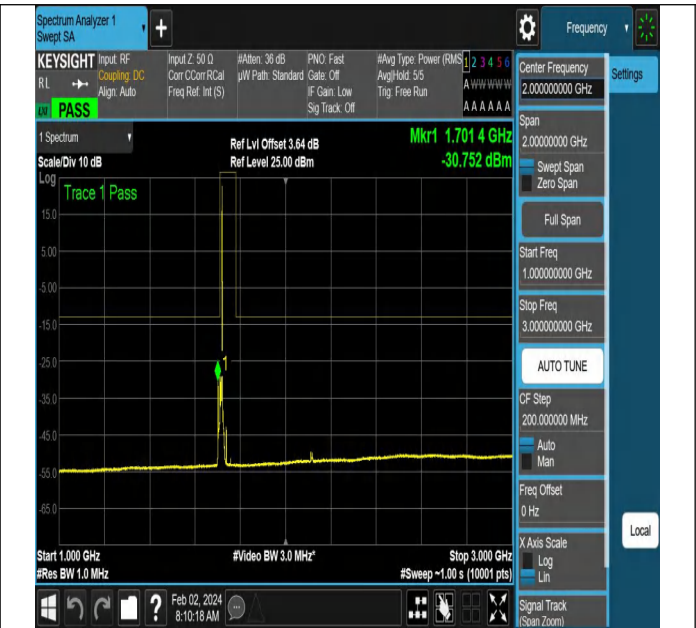 Spectrum Analyzer 1
Swept SA
Frequency
KEYSIGHT
RL
Input: RF
Coupling: DC
Align: Auto
Input Z: 50 Ω
Corr CCorr RCal
Freq Ref: Int (S)
#Atten: 36 dB
µW Path: Standard
PNO: Fast
Gate: Off
IF Gain: Low
Sig Track: Off
#Avg Type: Power (RMS
Avg|Hold: 5/5
Trig: Free Run
1 2 3 4 5 6
A W W W W W
A A A A A A
PASS
1 Spectrum
Scale/Div 10 dB
Ref Lvl Offset 3.64 dB
Ref Level 25.00 dBm
Mkr1 1.701 4 GHz
-30.752 dBm
Log
Trace 1 Pass
15.0
5.00
-5.00
-15.0
-25.0
-35.0
-45.0
-55.0
-65.0
1
Start 1.000 GHz
#Res BW 1.0 MHz
#Video BW 3.0 MHz*
Stop 3.000 GHz
#Sweep ~1.00 s (10001 pts)
?
Feb 02, 2024
8:10:18 AM
Center Frequency
2.000000000 GHz
Settings
Span
2.00000000 GHz
Swept Span
Zero Span
Full Span
Start Freq
1.000000000 GHz
Stop Freq
3.000000000 GHz
AUTO TUNE
CF Step
200.000000 MHz
Auto
Man
Freq Offset
0 Hz
X Axis Scale
Log
Lin
Local
Signal Track
(Span Zoom)